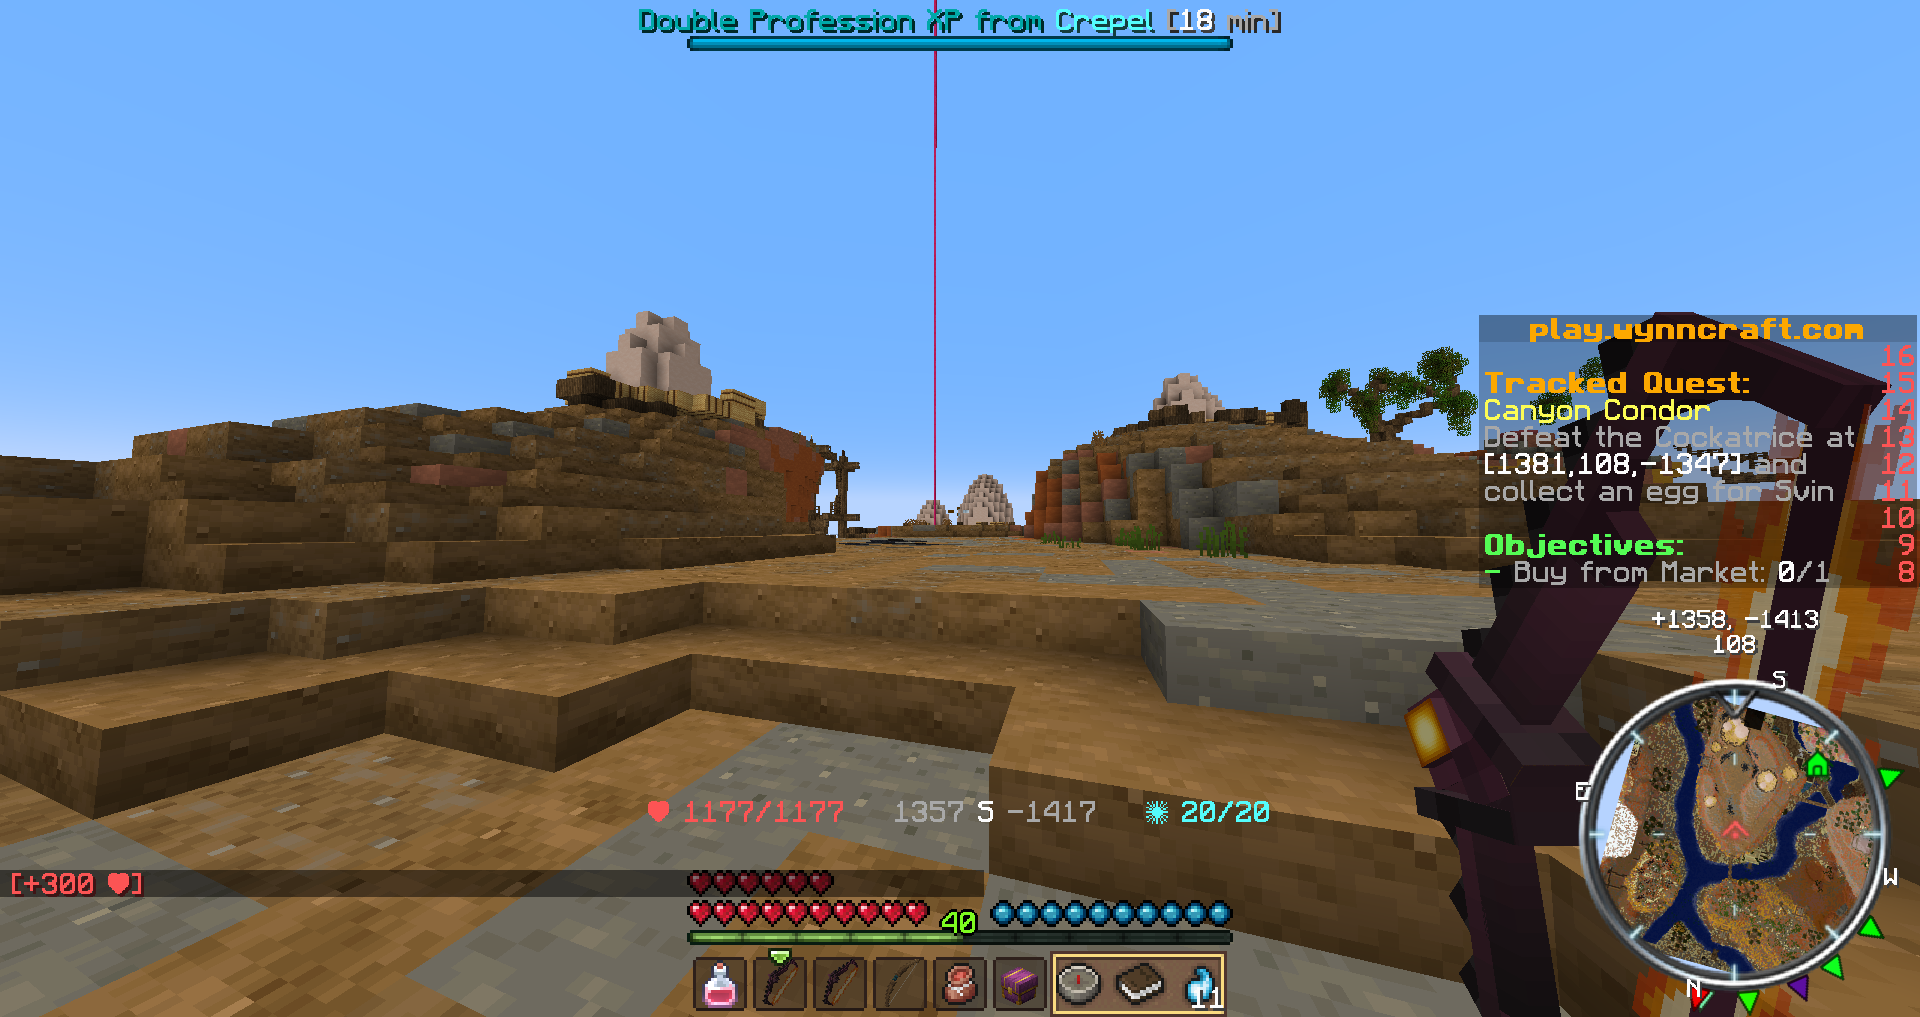 Double Profession XP from Crepel [18 min]
play.wynncraft.com
16
Tracked Quest:
15
Canyon Condor
14
Defeat the Cockatrice at
13
[1381,108,-1347] and
12
collect an egg for Svin
11
10
Objectives:
9
- Buy from Market: 0/1
8
+1358, -1413
108
S
E
W
N
1177/1177
1357 S -1417
20/20
[+300 ❤]
40
11